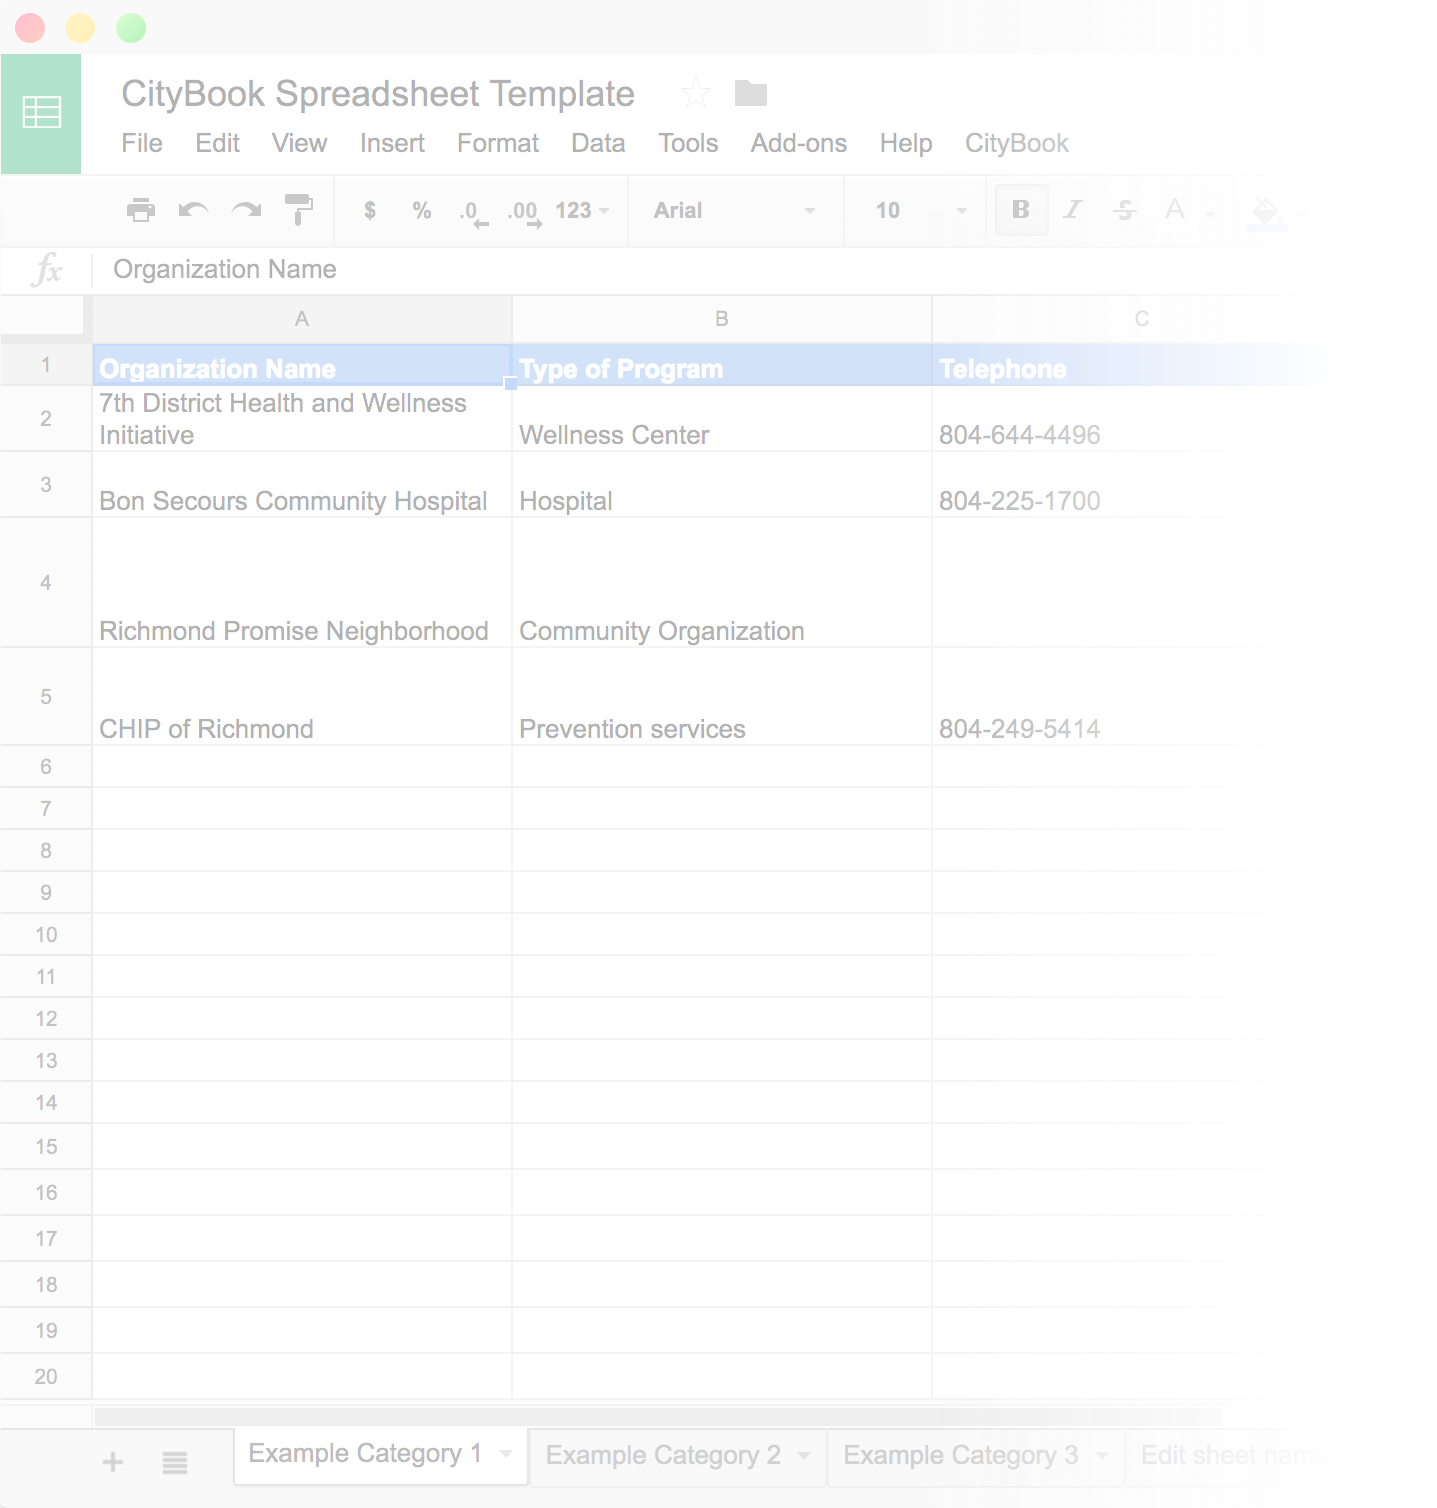 CityBook Spreadsheet Template
File Edit View Insert Format Data Tools Add-ons Help CityBook
$ % .0 .00 123 Arial 10 B I S A
fx Organization Name
A B C
1 Organization Name Type of Program Telephone
2 7th District Health and Wellness
Initiative Wellness Center 804-644-4496
3 Bon Secours Community Hospital Hospital 804-225-1700
4 Richmond Promise Neighborhood Community Organization
5 CHIP of Richmond Prevention services 804-249-5414
6
7
8
9
10
11
12
13
14
15
16
17
18
19
20
+ Example Category 1 Example Category 2 Example Category 3 Edit sheet name